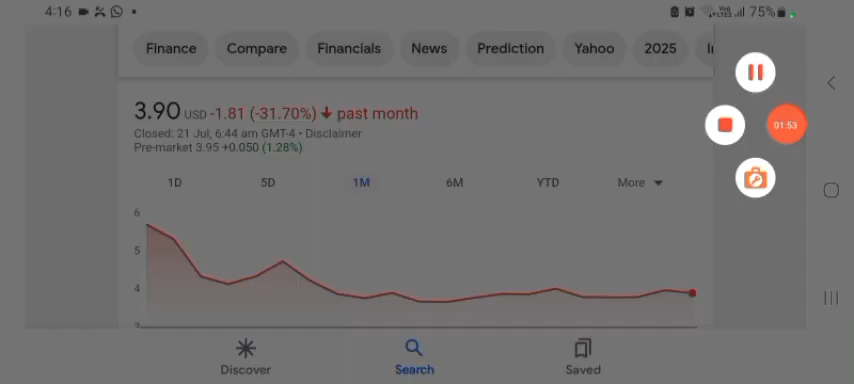 4:16 75%
Finance Compare Financials News Prediction Yahoo 2025
3.90 USD -1.81 (-31.70%) past month
Closed: 21 Jul, 6:44 am GMT-4 • Disclaimer
Pre-market 3.95 +0.050 (1.28%)
1D 5D 1M 6M YTD More
6
5
4
01:53
Discover Search Saved